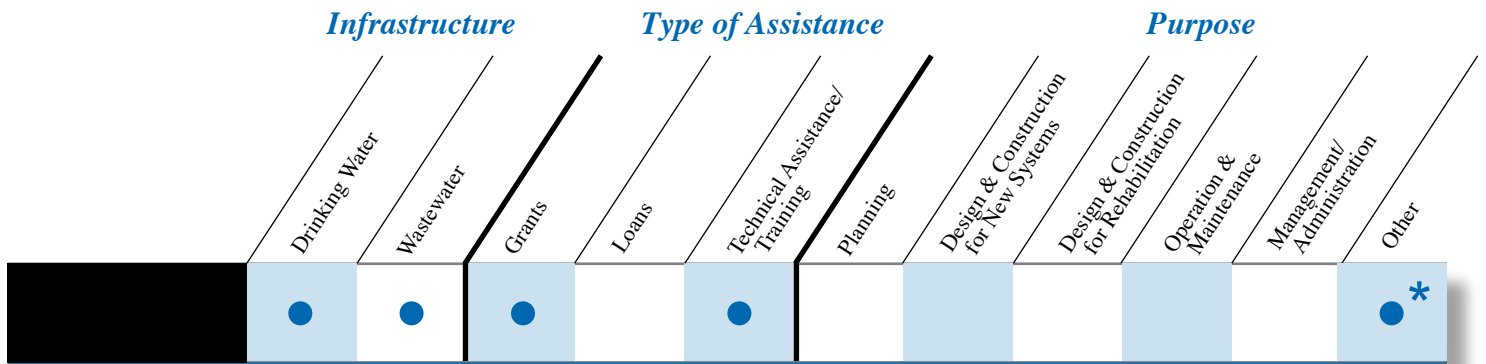 Infrastructure
Type of Assistance
Purpose
Drinking Water
Wastewater
Grants
Loans
Technical Assistance/
Training
Planning
Design & Construction
for New Systems
Design & Construction
for Rehabilitation
Operation &
Maintenance
Management/
Administration
Other
*